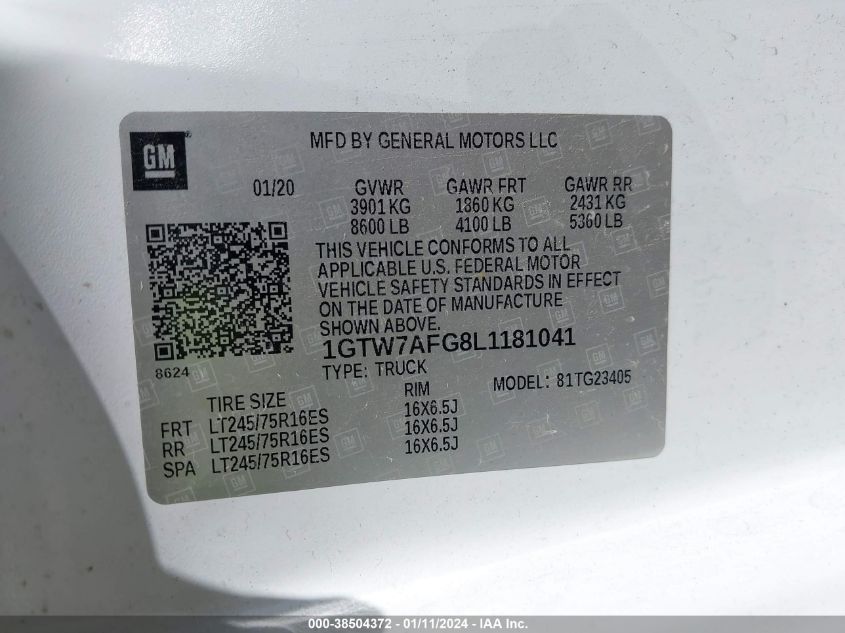 GM
MFD BY GENERAL MOTORS LLC
01/20 GVWR GAWR FRT GAWR RR
3901 KG 1860 KG 2431 KG
8600 LB 4100 LB 5360 LB
THIS VEHICLE CONFORMS TO ALL
APPLICABLE U.S. FEDERAL MOTOR
VEHICLE SAFETY STANDARDS IN EFFECT
ON THE DATE OF MANUFACTURE
SHOWN ABOVE.
1GTW7AFG8L1181041
8624
TYPE: TRUCK MODEL: 81TG23405
TIRE SIZE RIM
FRT LT245/75R16ES 16X6.5J
RR LT245/75R16ES 16X6.5J
SPA LT245/75R16ES 16X6.5J
000-38504372 - 01/11/2024 - IAA Inc.